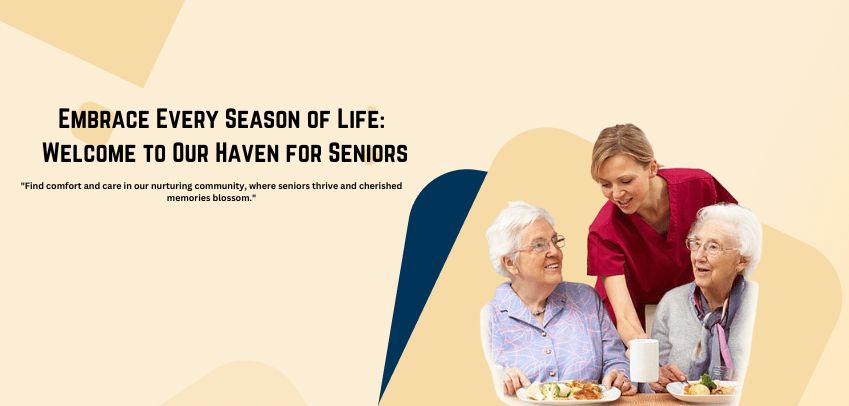 Embrace Every Season of Life:
Welcome to Our Haven for Seniors
"Find comfort and care in our nurturing community, where seniors thrive and cherished
memories blossom."